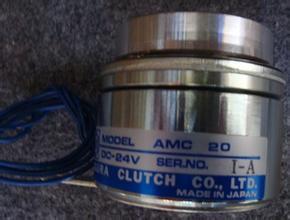 MODEL AMC 20
DC-24V SER.NO. I-A
CLUTCH CO., LTD.
MADE IN JAPAN